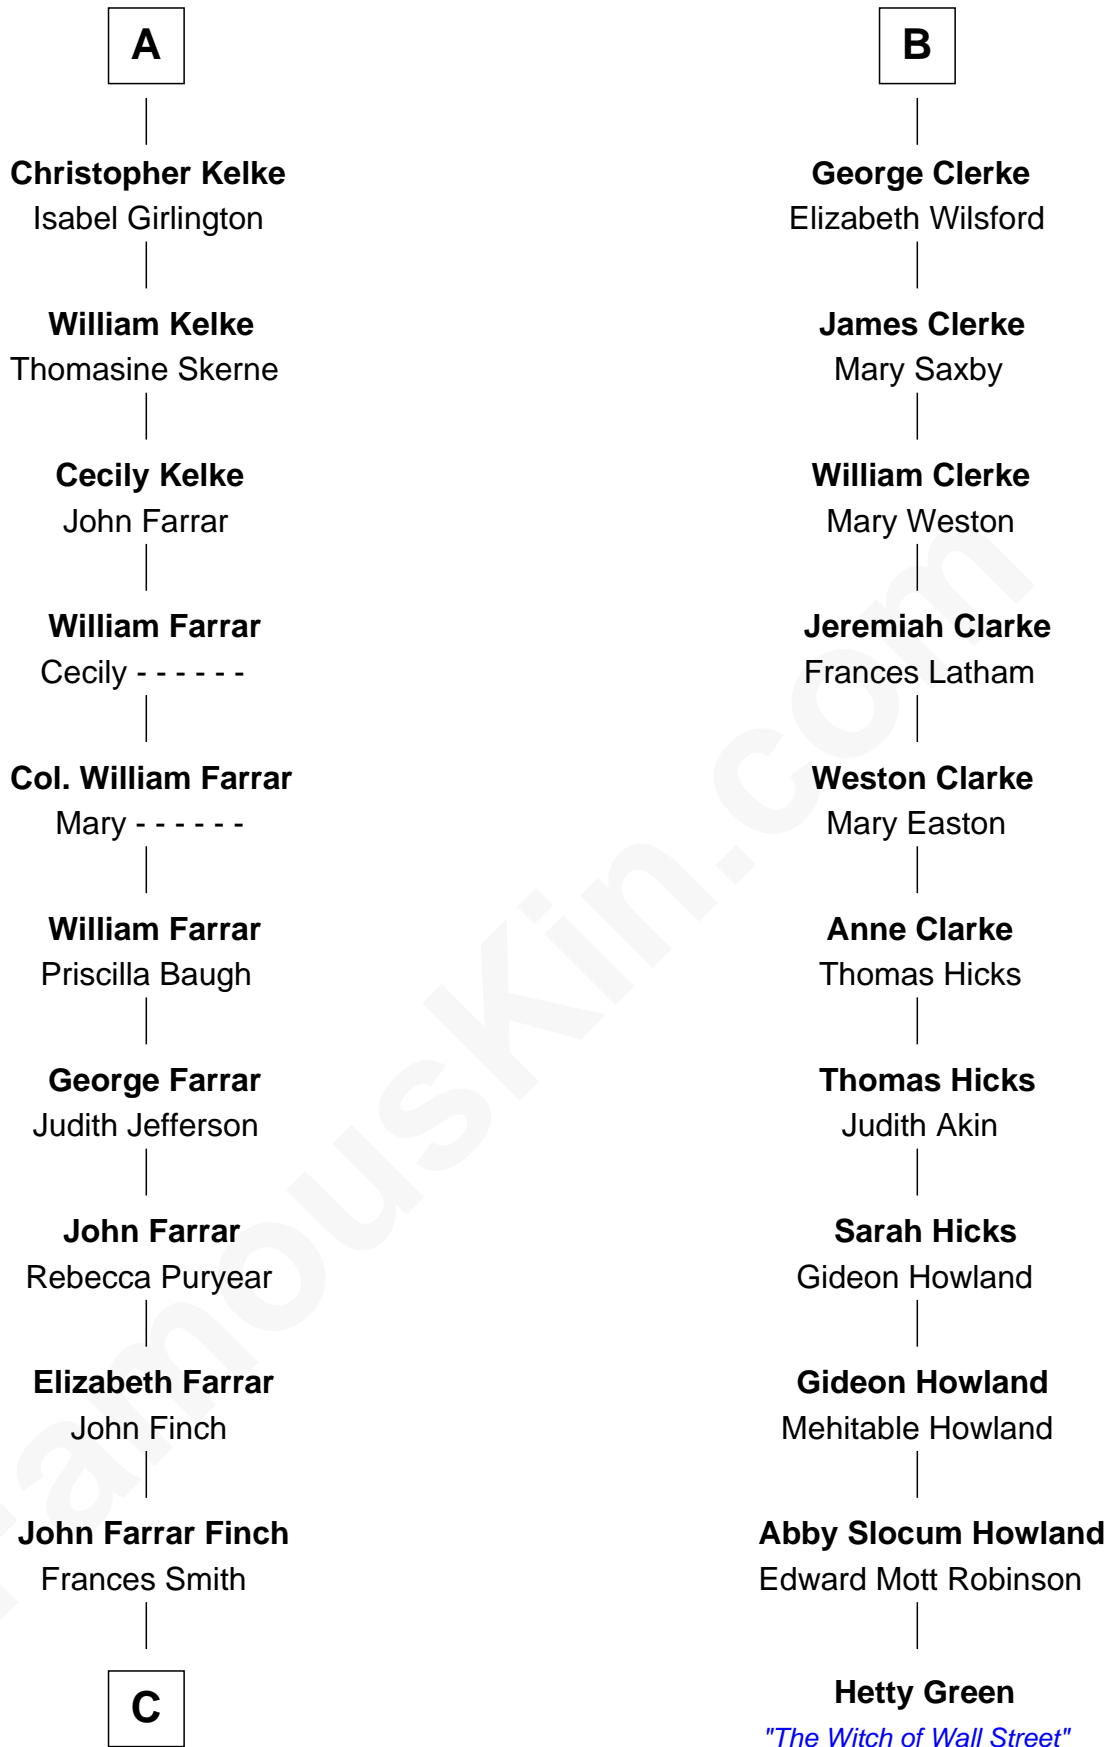 A
Christopher Kelke
Isabel Girlington
William Kelke
Thomasine Skerne
Cecily Kelke
John Farrar
William Farrar
Cecily - - - - - -
Col. William Farrar
Mary - - - - - -
William Farrar
Priscilla Baugh
George Farrar
Judith Jefferson
John Farrar
Rebecca Puryear
Elizabeth Farrar
John Finch
John Farrar Finch
Frances Smith
C
B
George Clerke
Elizabeth Wilsford
James Clerke
Mary Saxby
William Clerke
Mary Weston
Jeremiah Clarke
Frances Latham
Weston Clarke
Mary Easton
Anne Clarke
Thomas Hicks
Thomas Hicks
Judith Akin
Sarah Hicks
Gideon Howland
Gideon Howland
Mehitable Howland
Abby Slocum Howland
Edward Mott Robinson
Hetty Green
"The Witch of Wall Street"
FamousKin.com